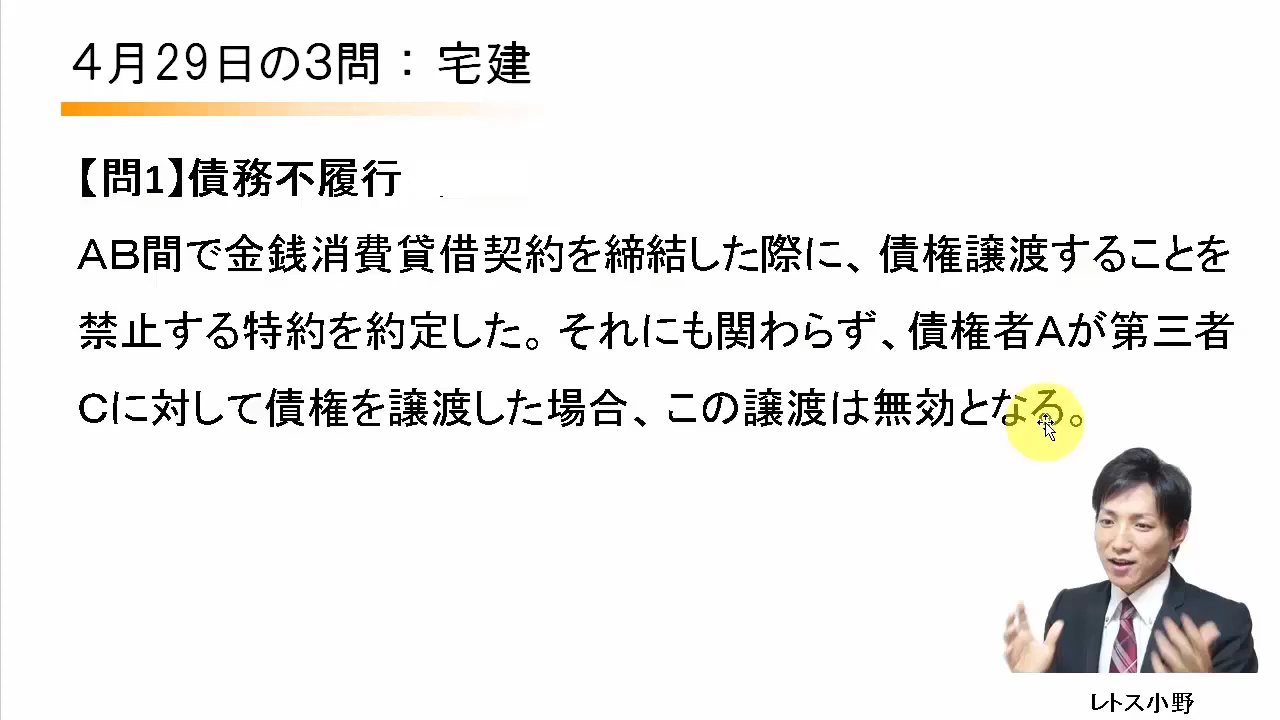 ４月29日の３問：宅建
【問1】債務不履行
ＡＢ間で金銭消費貸借契約を締結した際に、債権譲渡することを
禁止する特約を約定した。それにも関わらず、債権者Ａが第三者
Ｃに対して債権を譲渡した場合、この譲渡は無効となる。
レトス小野